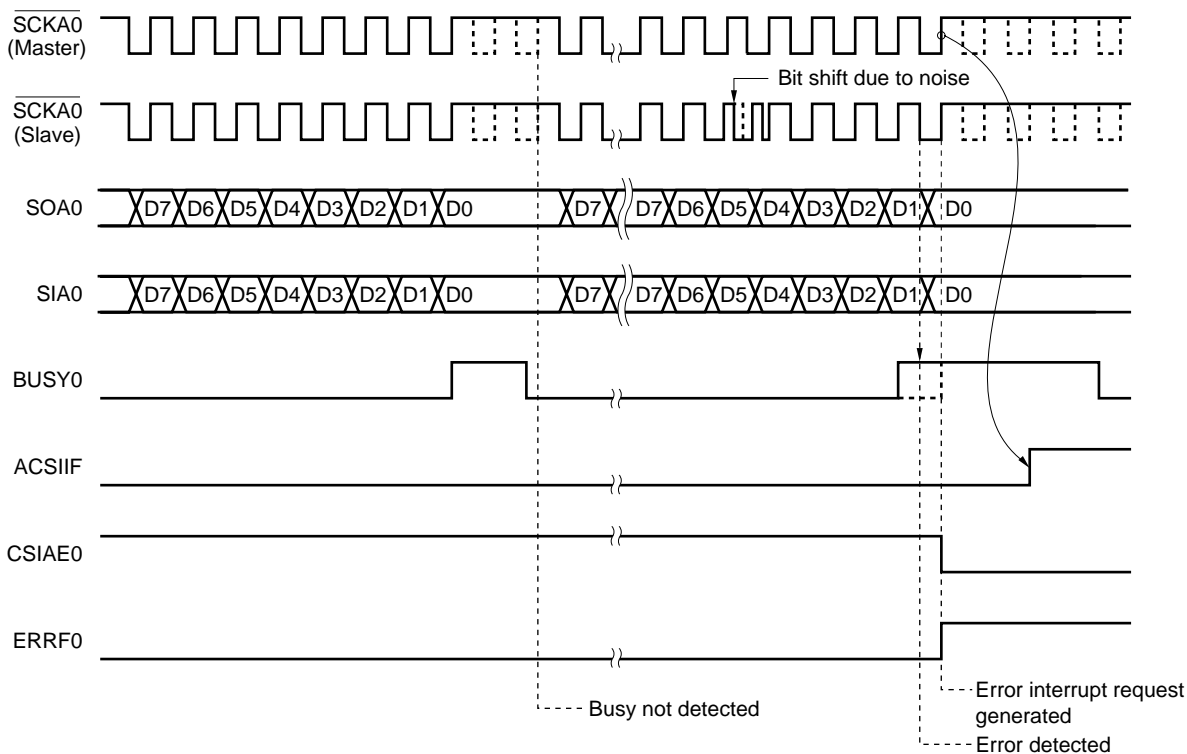 SCKA0
(Master)
Bit shift due to noise
SCKA0
(Slave)
SOA0 D7 D6 D5 D4 D3 D2 D1 D0 D7 D7 D6 D5 D4 D3 D2 D1 D0
SIA0 D7 D6 D5 D4 D3 D2 D1 D0 D7 D7 D6 D5 D4 D3 D2 D1 D0
BUSY0
ACSIIF
CSIAE0
ERRF0
Busy not detected
Error interrupt request
generated
Error detected